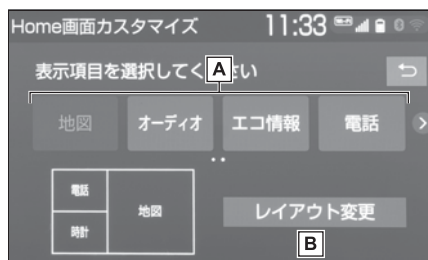 Home画面カスタマイズ 11:33
表示項目を選択してください
A
地図 オーディオ エコ情報 電話
電話 地図
時計
レイアウト変更
B